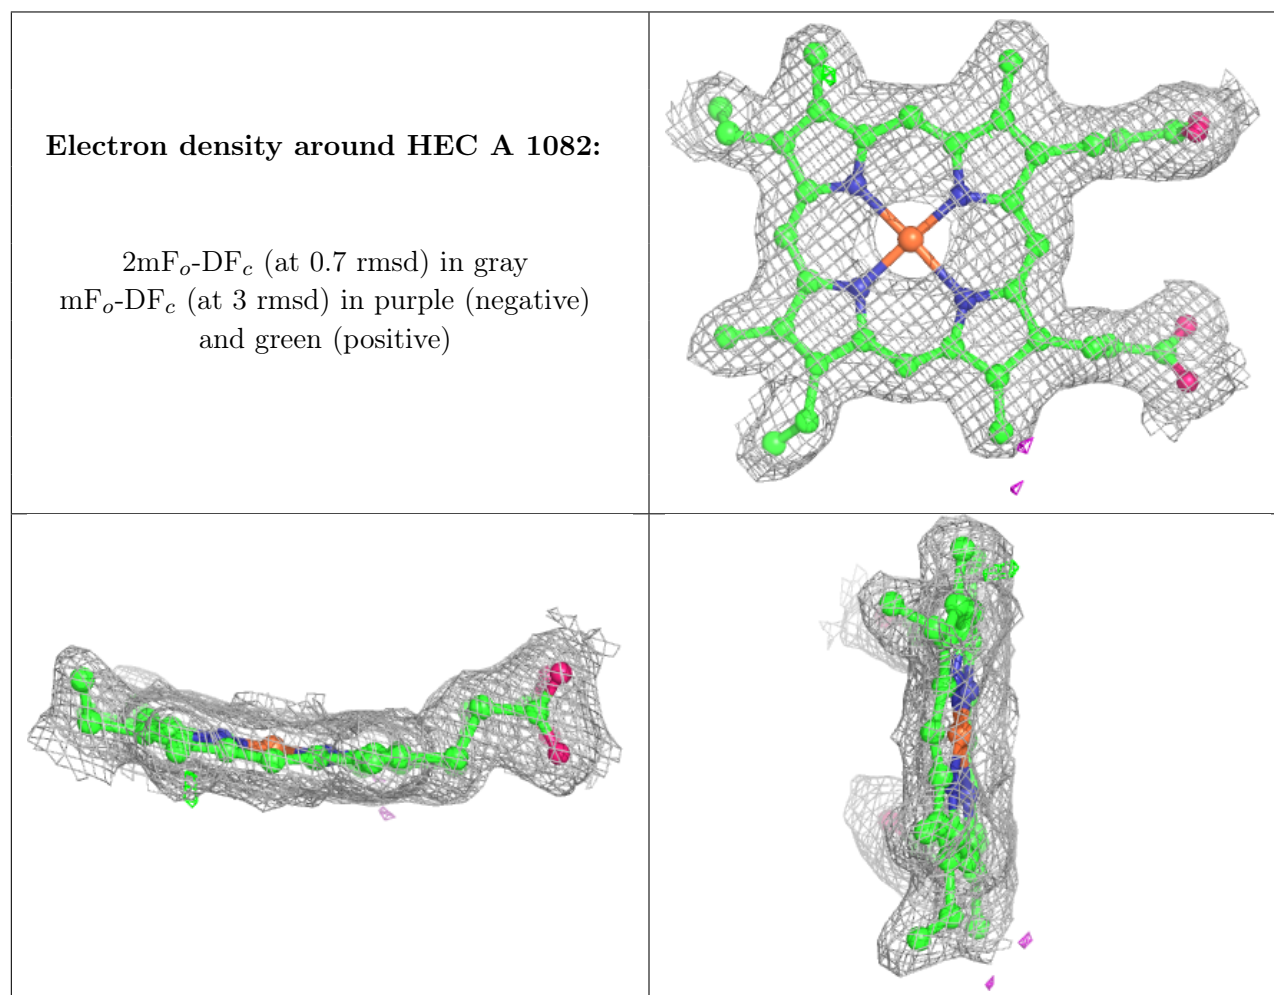 Electron density around HEC A 1082:
2mFo-DFc (at 0.7 rmsd) in gray
mFo-DFc (at 3 rmsd) in purple (negative)
and green (positive)